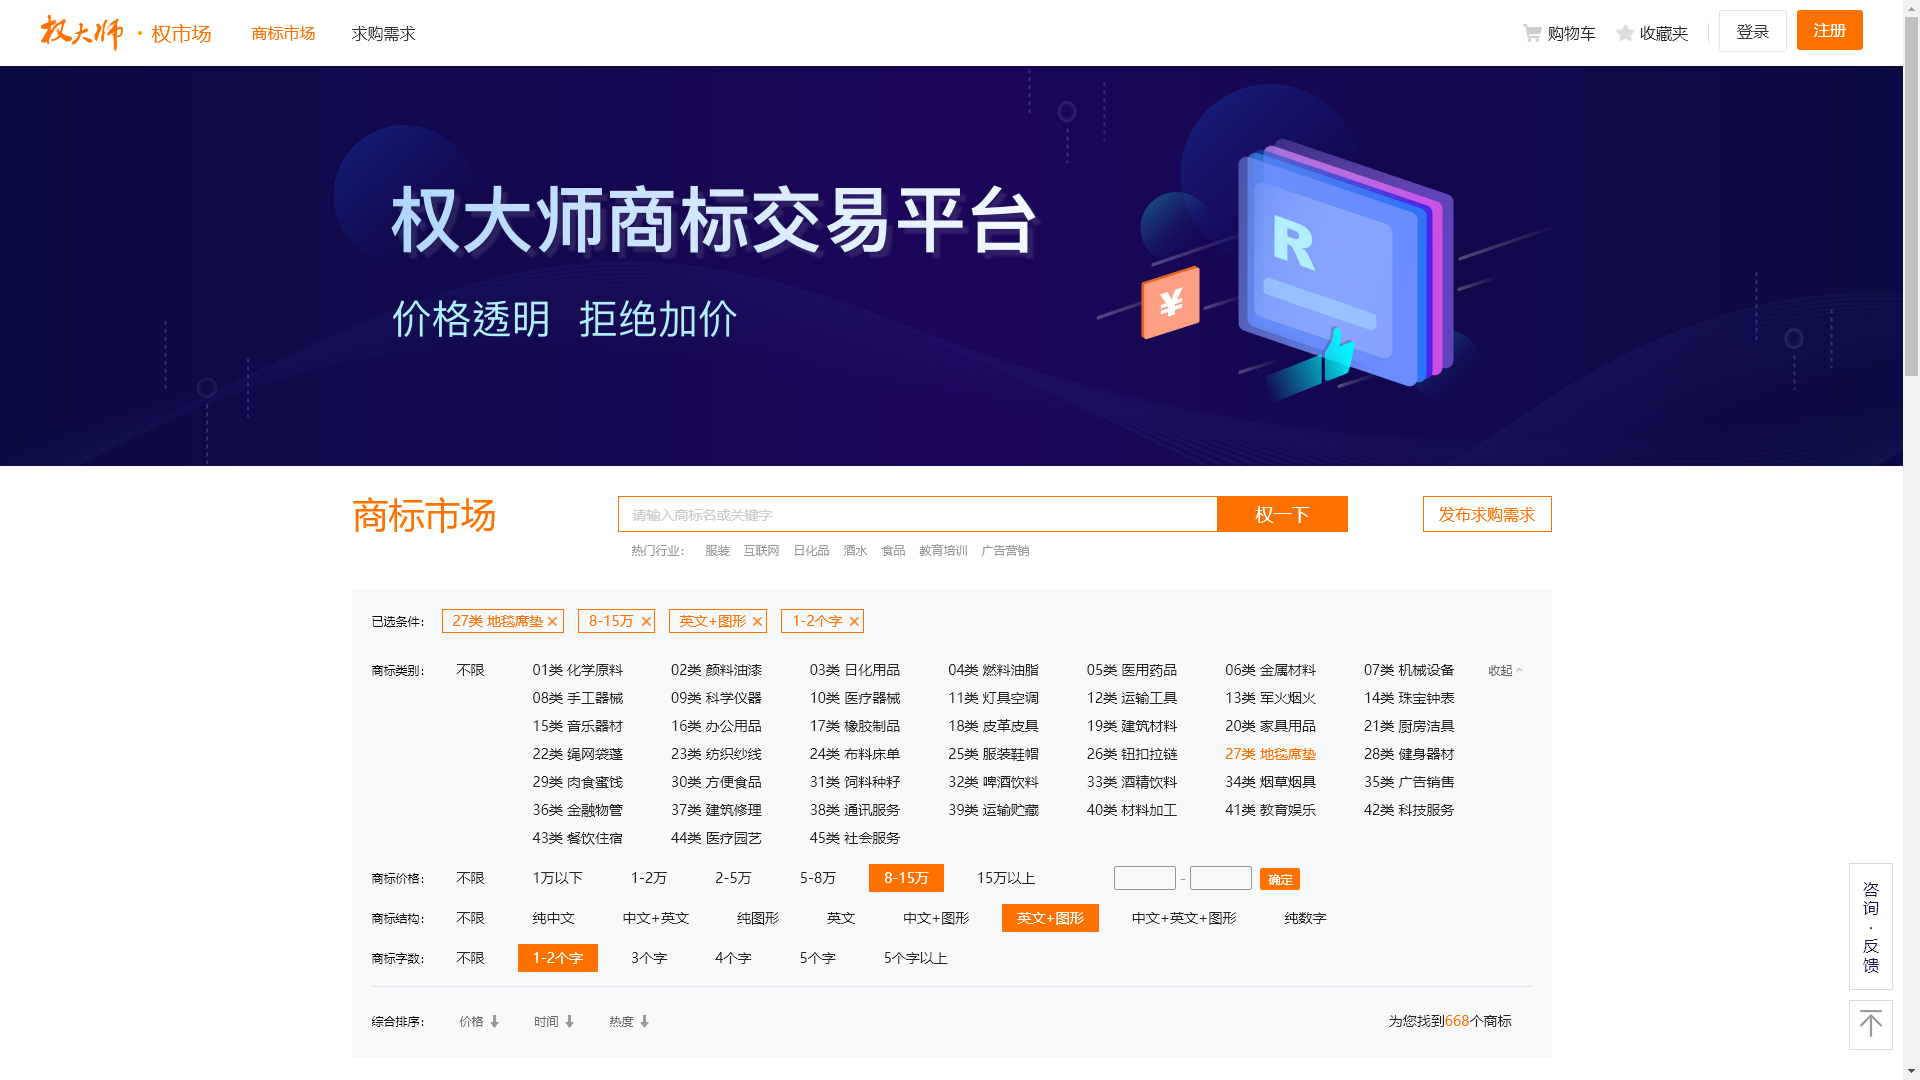 权大师 · 权市场 商标市场 求购需求 购物车 收藏夹 登录 注册
权大师商标交易平台
价格透明 拒绝加价
R
¥
商标市场 请输入商标名或关键字 权一下 发布求购需求
热门行业: 服装 互联网 日化品 酒水 食品 教育培训 广告营销
已选条件: 27类 地毯席垫 8-15万 英文+图形 1-2个字
商标类别: 不限 01类 化学原料 02类 颜料油漆 03类 日化用品 04类 燃料油脂 05类 医用药品 06类 金属材料 07类 机械设备 收起
08类 手工器械 09类 科学仪器 10类 医疗器械 11类 灯具空调 12类 运输工具 13类 军火烟火 14类 珠宝钟表
15类 音乐器材 16类 办公用品 17类 橡胶制品 18类 皮革皮具 19类 建筑材料 20类 家具用品 21类 厨房洁具
22类 绳网袋蓬 23类 纺织纱线 24类 布料床单 25类 服装鞋帽 26类 钮扣拉链 27类 地毯席垫 28类 健身器材
29类 肉食蜜饯 30类 方便食品 31类 饲料种籽 32类 啤酒饮料 33类 酒精饮料 34类 烟草烟具 35类 广告销售
36类 金融物管 37类 建筑修理 38类 通讯服务 39类 运输贮藏 40类 材料加工 41类 教育娱乐 42类 科技服务
43类 餐饮住宿 44类 医疗园艺 45类 社会服务
商标价格: 不限 1万以下 1-2万 2-5万 5-8万 8-15万 15万以上 - 确定
商标结构: 不限 纯中文 中文+英文 纯图形 英文 中文+图形 英文+图形 中文+英文+图形 纯数字
商标字数: 不限 1-2个字 3个字 4个字 5个字 5个字以上
综合排序: 价格 时间 热度 为您找到668个商标
咨
询
·
反
馈